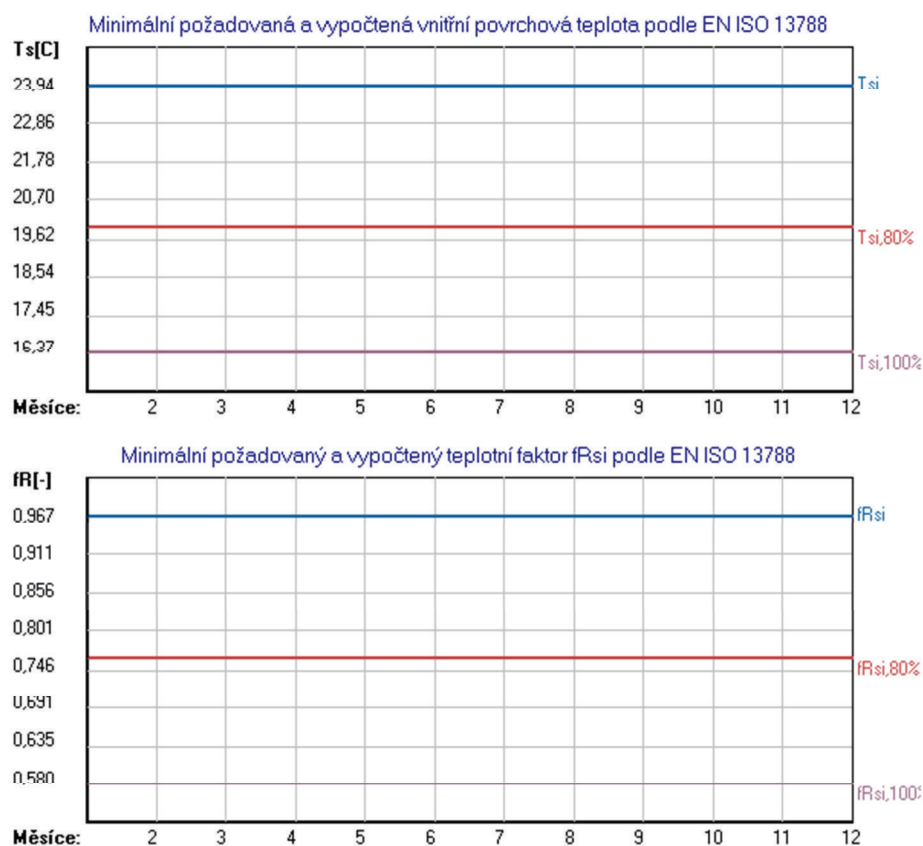 Minimální požadovaná a vypočtená vnitřní povrchová teplota podle EN ISO 13788
Ts[C]
23,94
Tsi
22,86
21,78
20,70
19,62
Tsi,80%
18,54
17,45
16,37
Tsi,100%
Měsíce: 2 3 4 5 6 7 8 9 10 11 12
Minimální požadovaný a vypočtený teplotní faktor fRsi podle EN ISO 13788
fR[-]
0,967
fRsi
0,911
0,856
0,801
0,746
fRsi,80%
0,691
0,635
0,580
fRsi,100%
Měsíce: 2 3 4 5 6 7 8 9 10 11 12